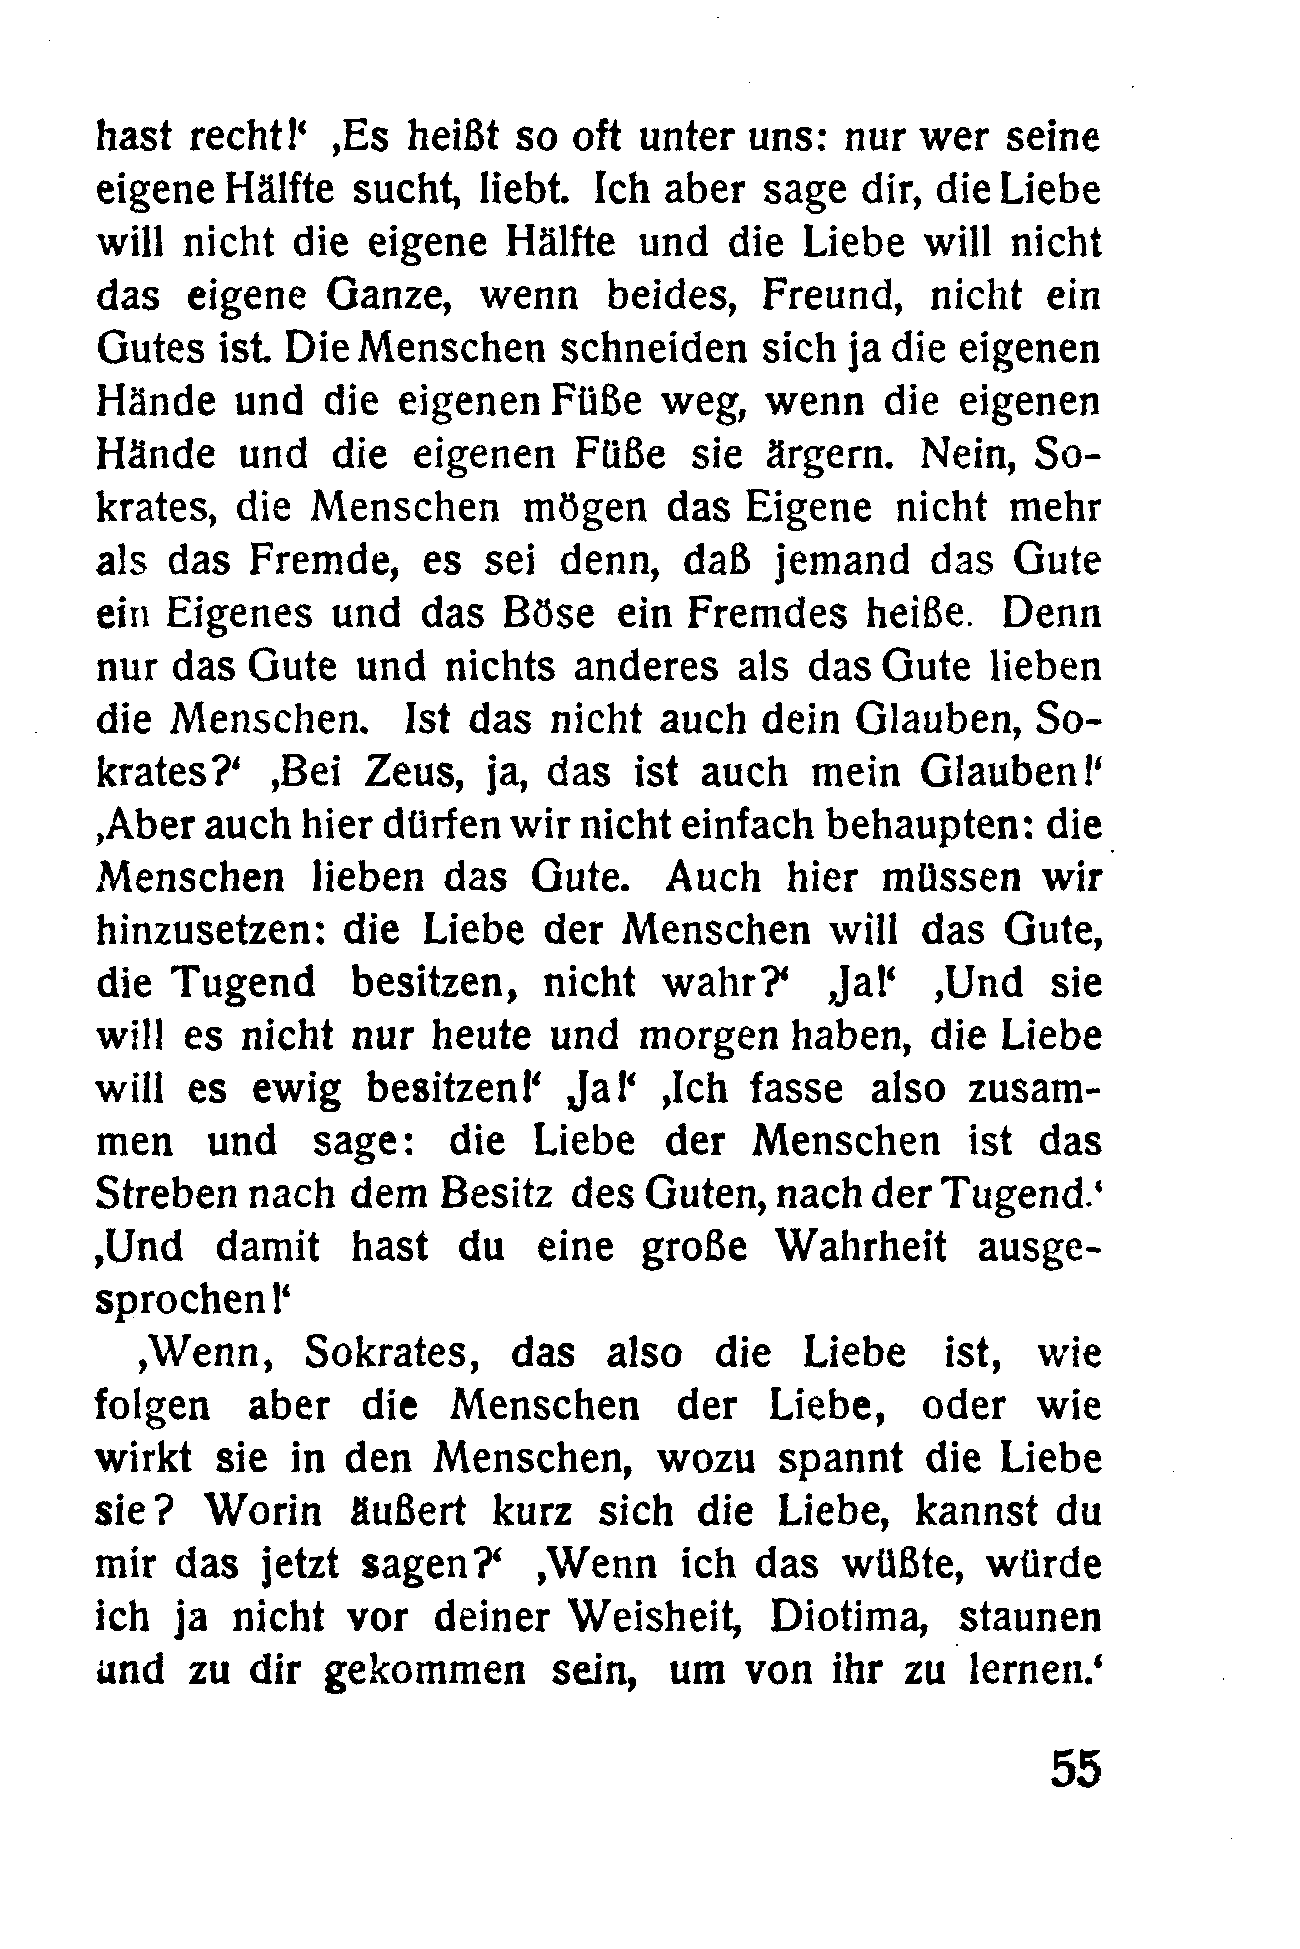 hast recht!‘ ‚Es heißt so oft unter uns: nur wer seine
eigene Hälfte sucht, liebt. Ich aber sage dir, die Liebe
will nicht die eigene Hälfte und die Liebe will nicht
das eigene Ganze, wenn beides, Freund, nicht ein
Gutes ist. Die Menschen schneiden sich ja die eigenen
Hände und die eigenen Füße weg, wenn die eigenen
Hände und die eigenen Füße sie ärgern. Nein, So-
krates, die Menschen mögen das Eigene nicht mehr
als das Fremde, es sei denn, daß jemand das Gute
ein Eigenes und das Böse ein Fremdes heiße. Denn
nur das Gute und nichts anderes als das Gute lieben
die Menschen. Ist das nicht auch dein Glauben, So-
krates?‘ ‚Bei Zeus, ja, das ist auch mein Glauben!‘
‚Aber auch hier dürfen wir nicht einfach behaupten: die
Menschen lieben das Gute. Auch hier müssen wir
hinzusetzen: die Liebe der Menschen will das Gute,
die Tugend besitzen, nicht wahr?‘ ‚Ja!‘ ‚Und sie
will es nicht nur heute und morgen haben, die Liebe
will es ewig besitzen!‘ ‚Ja!‘ ‚Ich fasse also zusam-
men und sage: die Liebe der Menschen ist das
Streben nach dem Besitz des Guten, nach der Tugend.‘
‚Und damit hast du eine große Wahrheit ausge-
sprochen!‘
‚Wenn, Sokrates, das also die Liebe ist, wie
folgen aber die Menschen der Liebe, oder wie
wirkt sie in den Menschen, wozu spannt die Liebe
sie? Worin äußert kurz sich die Liebe, kannst du
mir das jetzt sagen?‘ ‚Wenn ich das wüßte, würde
ich ja nicht vor deiner Weisheit, Diotima, staunen
und zu dir gekommen sein, um von ihr zu lernen.‘
55